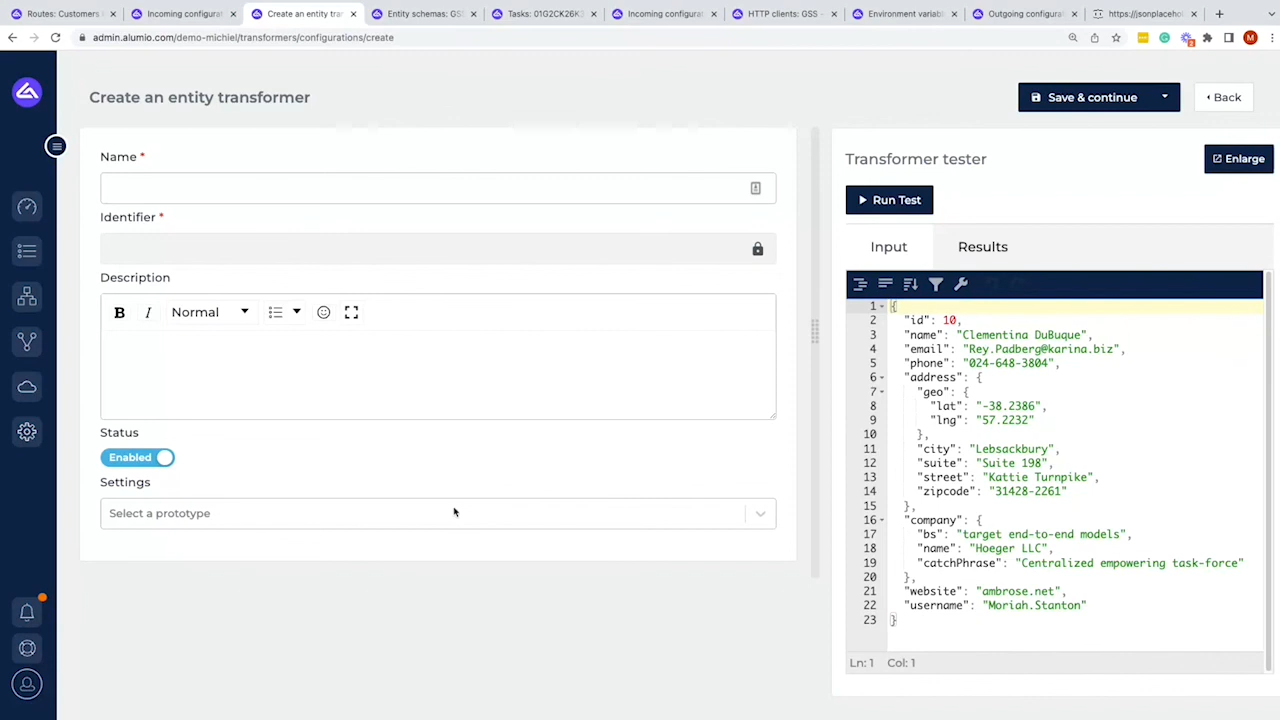 Routes: Customers
Incoming configurat
Create an entity tra
Entity schemas: GSS
Tasks: 01G2CK26K
Incoming configura
HTTP clients: GSS -
Environment variab
Outgoing configurat
https://jsonplacehol
admin.alumio.com/demo-michiel/transformers/configurations/create
M
2
Create an entity transformer
Save & continue
Back
Name *
Identifier *
Description
B I Normal
Status
Enabled
Settings
Select a prototype
Transformer tester
Enlarge
Run Test
Input Results
1 {
2 "id": 10,
3 "name": "Clementina DuBuque",
4 "email": "Rey.Padberg@karina.biz",
5 "phone": "024-648-3804",
6 "address": {
7 "geo": {
8 "lat": "-38.2386",
9 "lng": "57.2232"
10 },
11 "city": "Lebsackbury",
12 "suite": "Suite 198",
13 "street": "Kattie Turnpike",
14 "zipcode": "31428-2261"
15 },
16 "company": {
17 "bs": "target end-to-end models",
18 "name": "Hoeger LLC",
19 "catchPhrase": "Centralized empowering task-force"
20 },
21 "website": "ambrose.net",
22 "username": "Moriah.Stanton"
23 }
Ln: 1 Col: 1